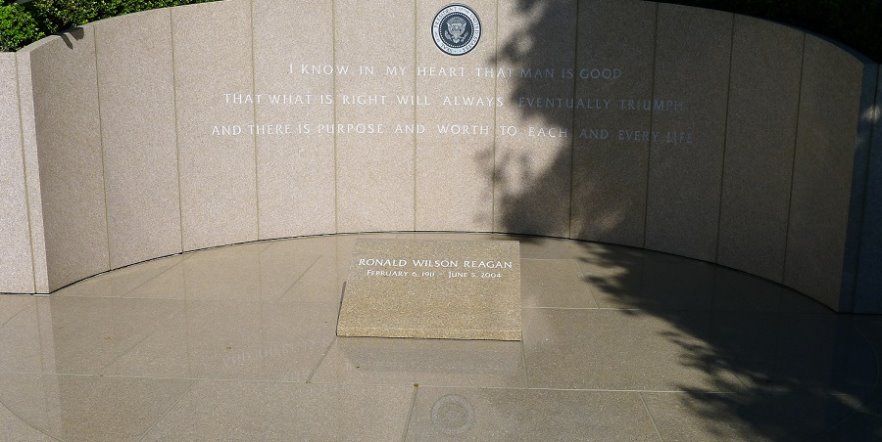 I KNOW IN MY HEART THAT MAN IS GOOD
THAT WHAT IS RIGHT WILL ALWAYS EVENTUALLY TRIUMPH
AND THERE IS PURPOSE AND WORTH TO EACH AND EVERY LIFE
RONALD WILSON REAGAN
FEBRUARY 6, 1911 – JUNE 5, 2004